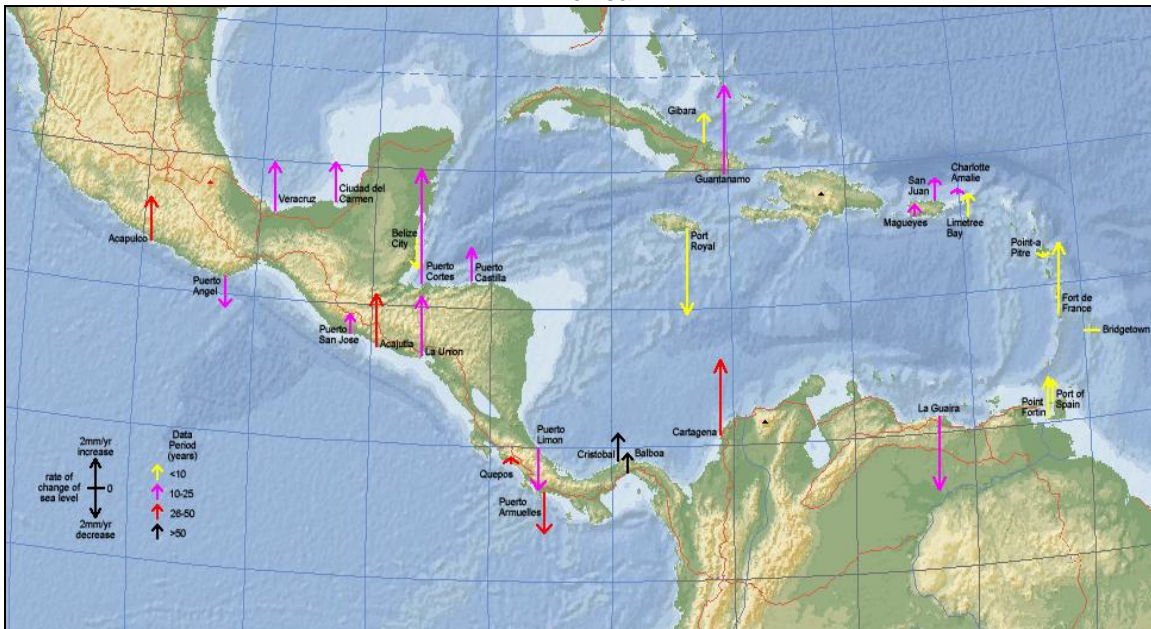 Gibara
Guantanamo
Charlotte
Amalie
San
Juan
Magueyes
Limetree
Bay
Veracruz
Ciudad del
Carmen
Acapulco
Belize
City
Port
Royal
Point-a
Pitre
Puerto
Angel
Puerto
Cortes
Puerto
Castilla
Fort de
France
Bridgetown
Puerto
San Jose
Acajutla
La Union
Point
Fortin
Port of
Spain
La Guaira
Cartagena
Puerto
Limon
Cristobal
Balboa
Quepos
Puerto
Armuelles
2mm/yr
increase
rate of
change of
sea level
0
2mm/yr
decrease
Data
Period
(years)
<10
10-25
26-50
>50